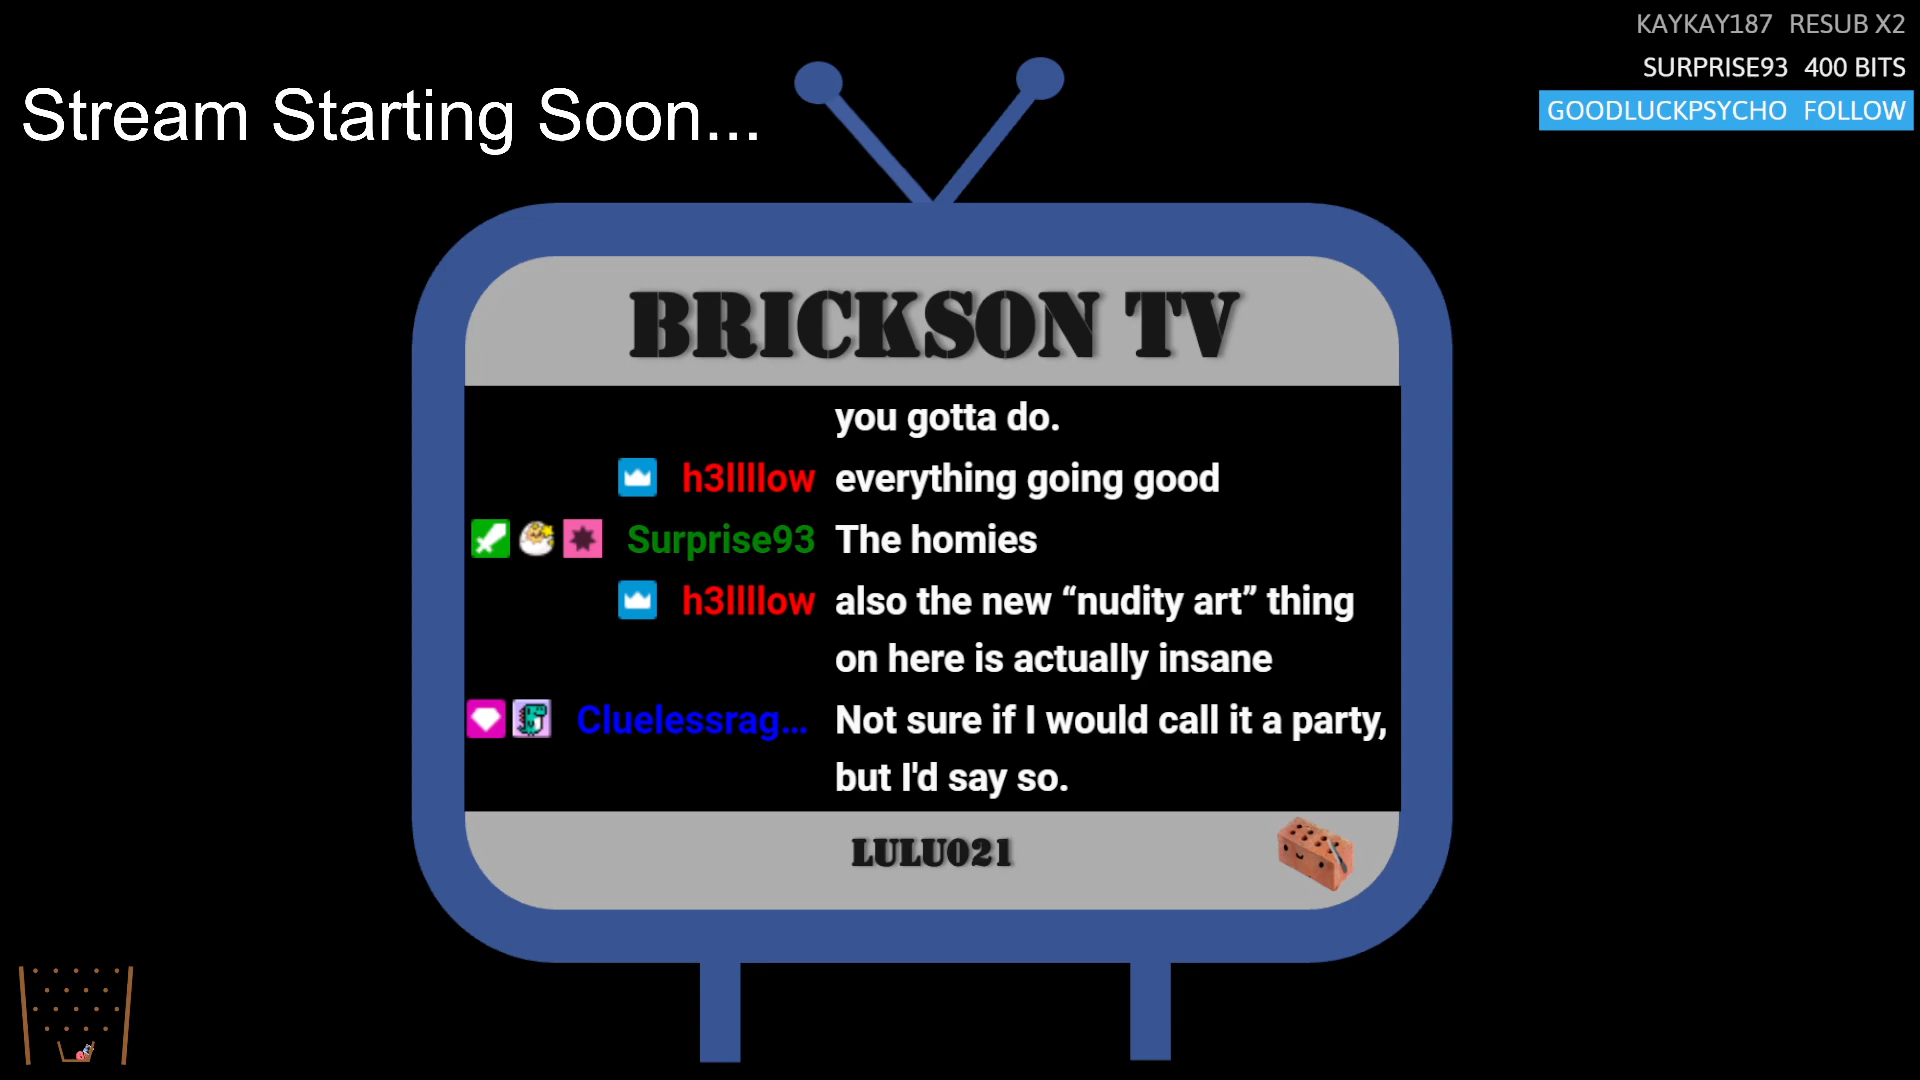 KAYKAY187 RESUB X2
SURPRISE93 400 BITS
GOODLUCKPSYCHO FOLLOW
Stream Starting Soon...
BRICKSON TV
you gotta do.
h3llllow everything going good
Surprise93 The homies
h3llllow also the new “nudity art” thing
on here is actually insane
Cluelessrag... Not sure if I would call it a party,
but I'd say so.
LULU021